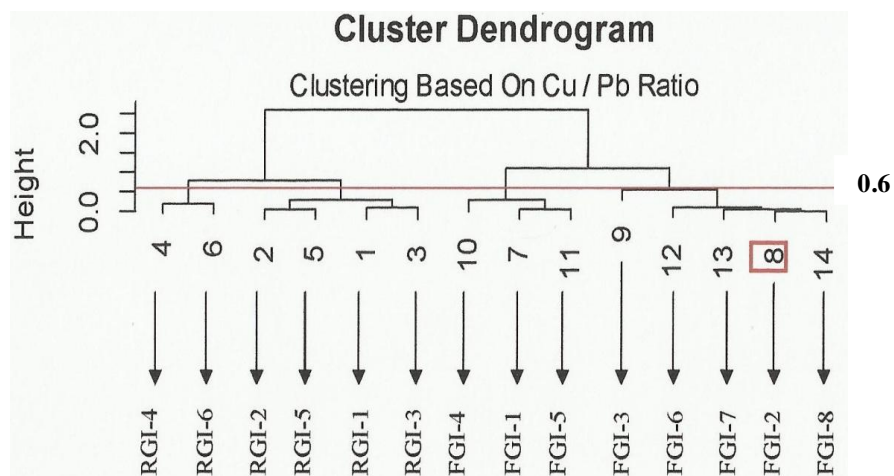 Cluster Dendrogram
Clustering Based On Cu / Pb Ratio
Height
2.0
0.0
0.6
4 6 2 5 1 3 10 7 11 9 12 13 8 14
RGI-4 RGI-6 RGI-2 RGI-5 RGI-1 RGI-3 FGI-4 FGI-1 FGI-5 FGI-3 FGI-6 FGI-7 FGI-2 FGI-8